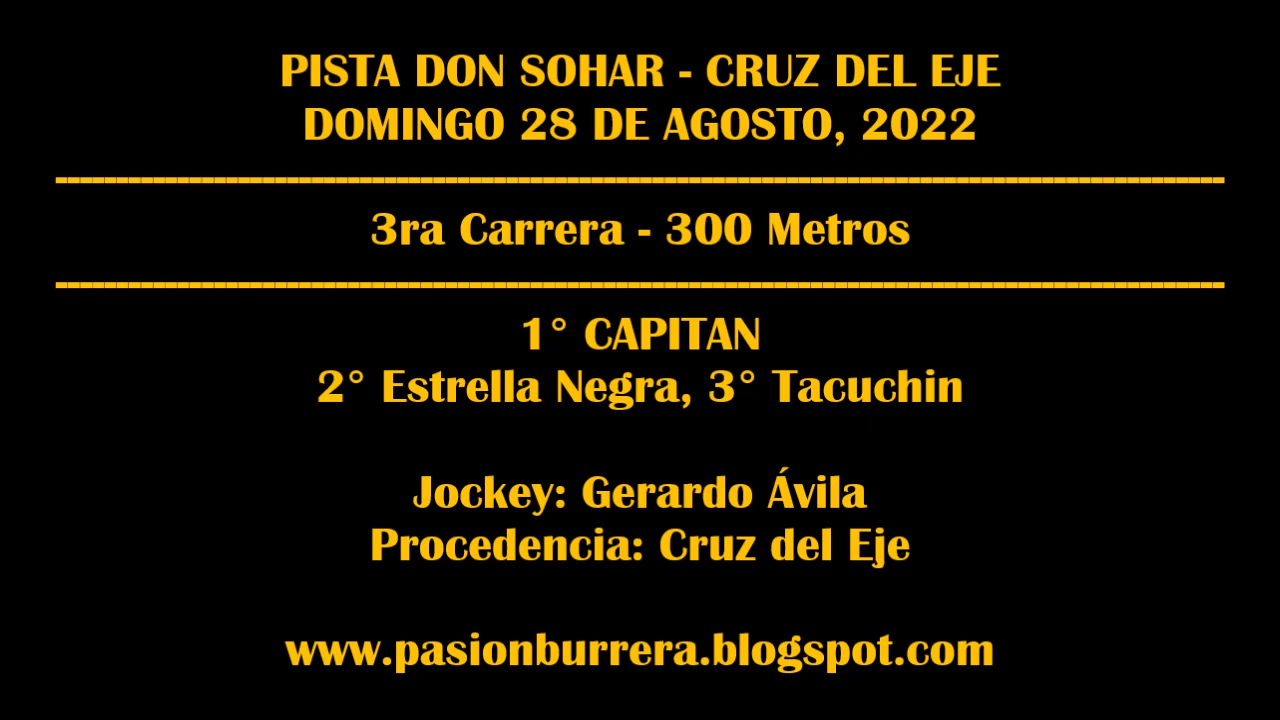 PISTA DON SOHAR - CRUZ DEL EJE
DOMINGO 28 DE AGOSTO, 2022
3ra Carrera - 300 Metros
1° CAPITAN
2° Estrella Negra, 3° Tacuchin
Jockey: Gerardo Ávila
Procedencia: Cruz del Eje
www.pasionburrera.blogspot.com